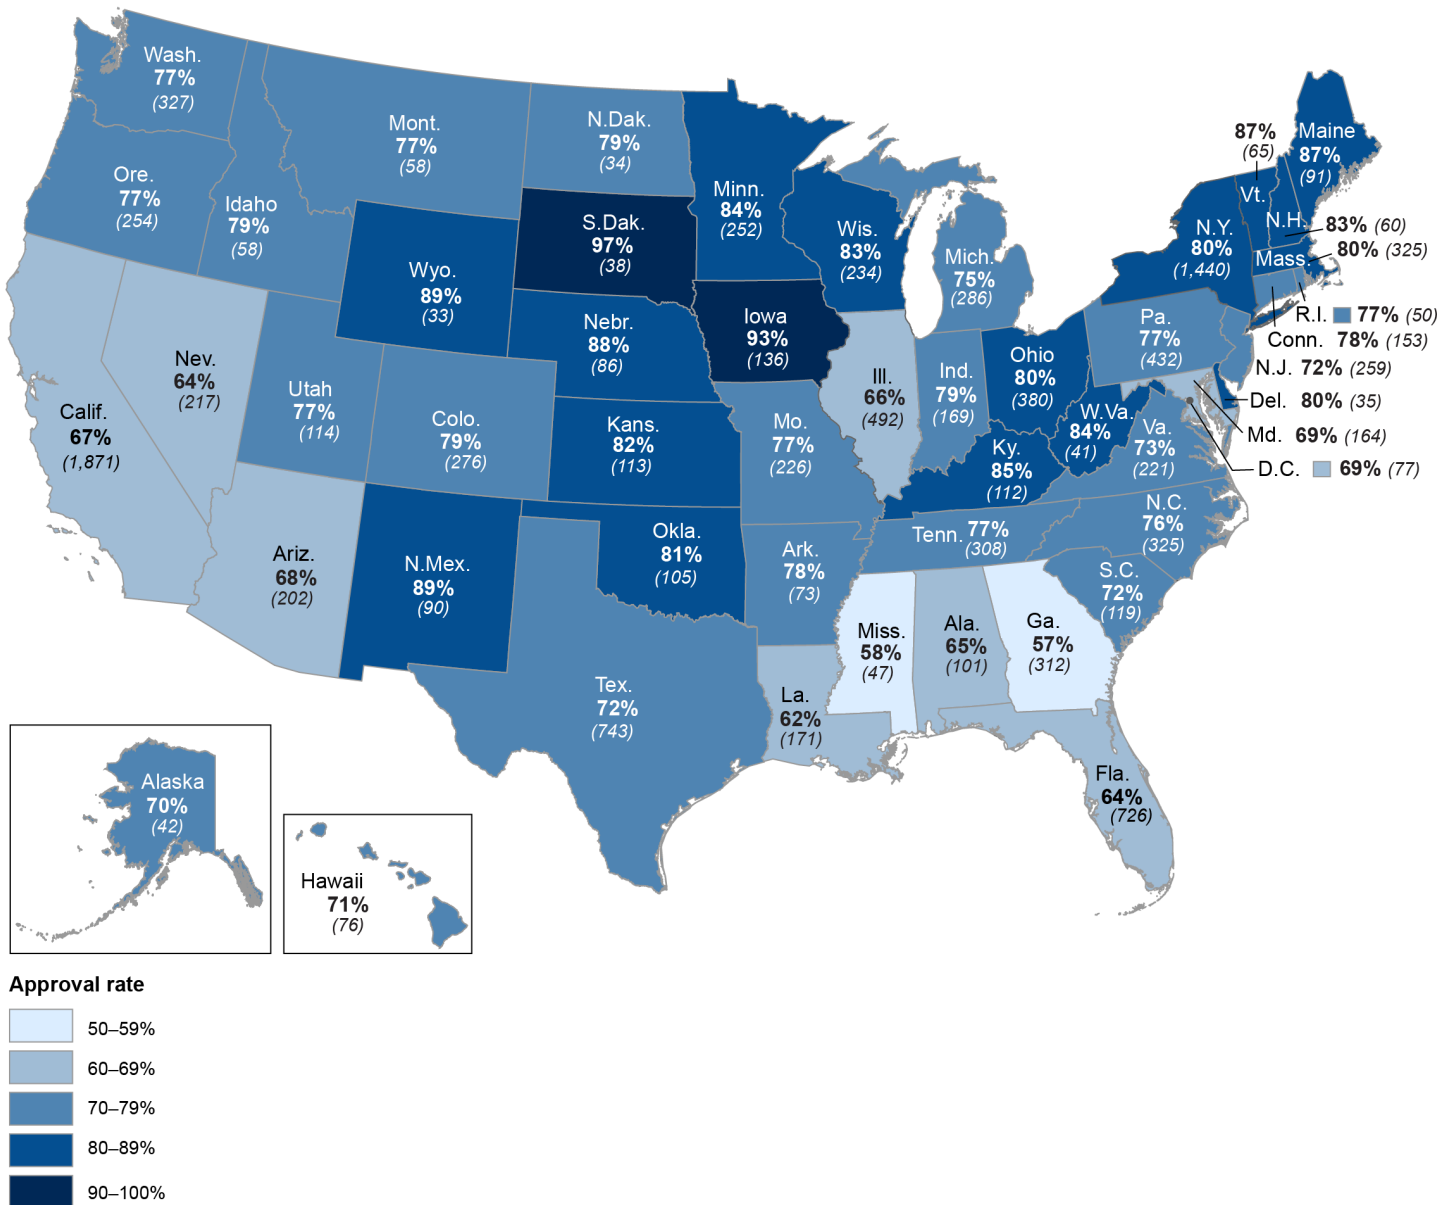 Wash.
77%
(327)
Ore.
77%
(254)
Idaho
79%
(58)
Mont.
77%
(58)
N.Dak.
79%
(34)
S.Dak.
97%
(38)
Wyo.
89%
(33)
Nebr.
88%
(86)
Minn.
84%
(252)
Wis.
83%
(234)
Iowa
93%
(136)
Mich.
75%
(286)
Nev.
64%
(217)
Calif.
67%
(1,871)
Utah
77%
(114)
Colo.
79%
(276)
Kans.
82%
(113)
Mo.
77%
(226)
Ill.
66%
(492)
Ind.
79%
(169)
Ohio
80%
(380)
Ky.
85%
(112)
W.Va.
84%
(41)
Va.
73%
(221)
Pa.
77%
(432)
N.Y.
80%
(1,440)
87%
(65)
Vt.
Maine
87%
(91)
N.H.
83% (60)
Mass.
80% (325)
R.I. 77% (50)
Conn. 78% (153)
N.J. 72% (259)
Del. 80% (35)
Md. 69% (164)
D.C. 69% (77)
Ariz.
68%
(202)
N.Mex.
89%
(90)
Okla.
81%
(105)
Ark.
78%
(73)
Tenn. 77%
(308)
N.C.
76%
(325)
S.C.
72%
(119)
Miss.
58%
(47)
Ala.
65%
(101)
Ga.
57%
(312)
Tex.
72%
(743)
La.
62%
(171)
Fla.
64%
(726)
Alaska
70%
(42)
Hawaii
71%
(76)
Approval rate
50–59%
60–69%
70–79%
80–89%
90–100%